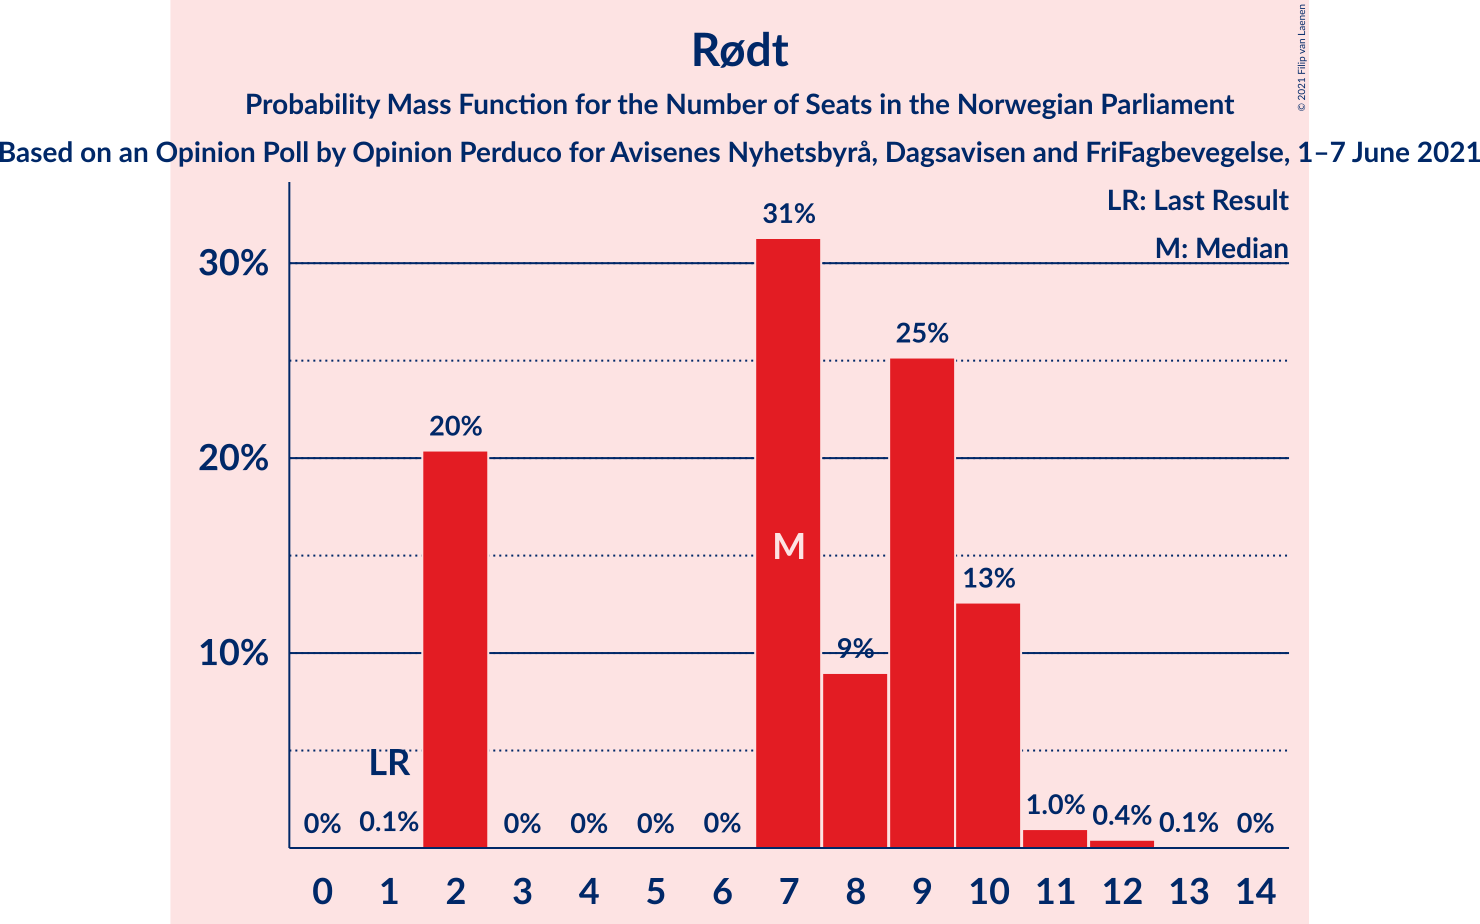 Rødt
Probability Mass Function for the Number of Seats in the Norwegian Parliament
Based on an Opinion Poll by Opinion Perduco for Avisenes Nyhetsbyrå, Dagsavisen and FriFagbevegelse, 1–7 June 2021
© 2021 Filip van Laenen
LR: Last Result
M: Median
30%
20%
10%
0%
0.1%
20%
0%
0%
0%
0%
31%
9%
25%
13%
1.0%
0.4%
0.1%
0%
LR
M
0 1 2 3 4 5 6 7 8 9 10 11 12 13 14